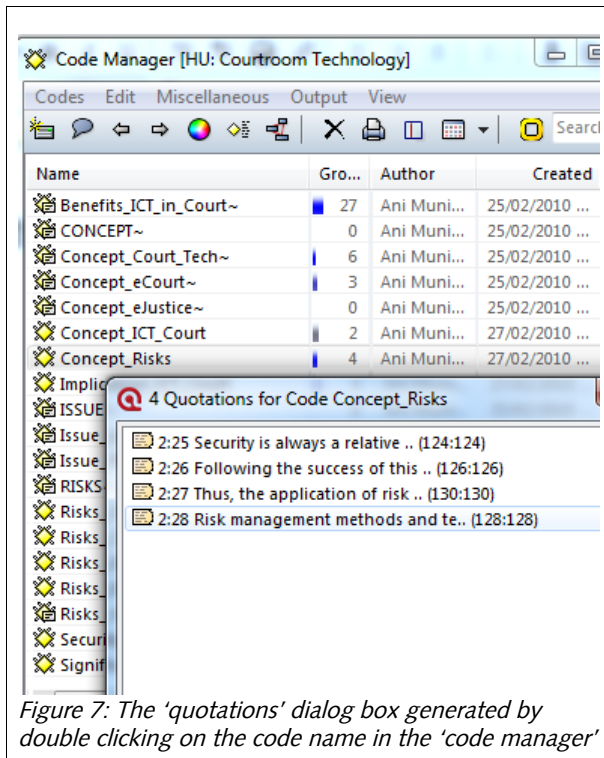 Code Manager [HU: Courtroom Technology]
Codes Edit Miscellaneous Output View
Search
Name Gro... Author Created
Benefits_ICT_in_Court~ 27 Ani Muni... 25/02/2010 ...
CONCEPT~ 0 Ani Muni... 25/02/2010 ...
Concept_Court_Tech~ 6 Ani Muni... 25/02/2010 ...
Concept_eCourt~ 3 Ani Muni... 25/02/2010 ...
Concept_eJustice~ 0 Ani Muni... 25/02/2010 ...
Concept_ICT_Court 2 Ani Muni... 27/02/2010 ...
Concept_Risks 4 Ani Muni... 27/02/2010 ...
Implic
ISSUE
Issue_
Issue_
RISKS
Risks_
Risks_
Risks_
Risks_
Risks_
Securi
Signif
4 Quotations for Code Concept_Risks
2:25 Security is always a relative .. (124:124)
2:26 Following the success of this .. (126:126)
2:27 Thus, the application of risk .. (130:130)
2:28 Risk management methods and te.. (128:128)
Figure 7: The ‘quotations’ dialog box generated by
double clicking on the code name in the ‘code manager’